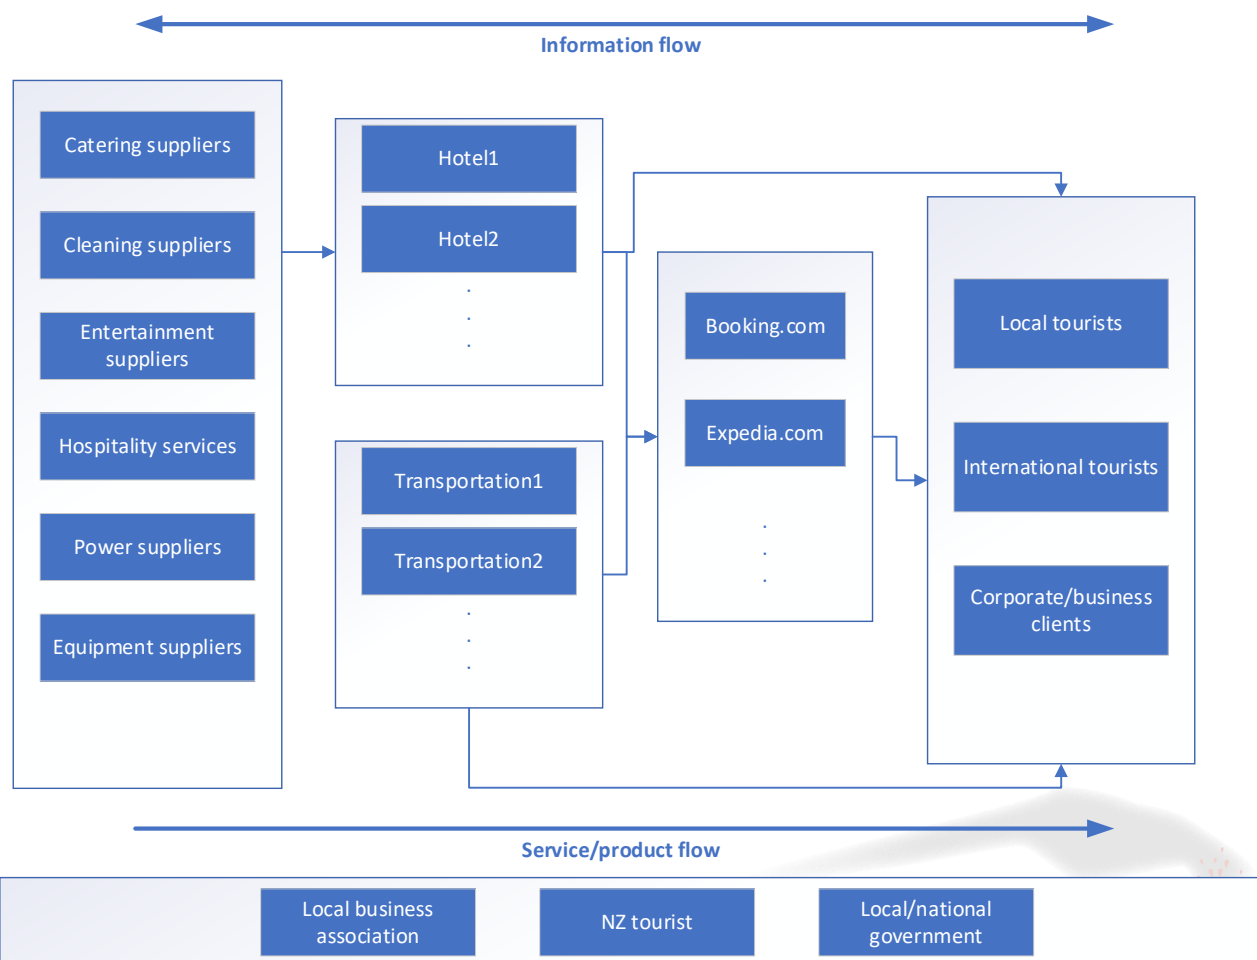 Information flow
Catering suppliers
Cleaning suppliers
Entertainment
suppliers
Hospitality services
Power suppliers
Equipment suppliers
Hotel1
Hotel2
.
.
.
Transportation1
Transportation2
.
.
.
Booking.com
Expedia.com
.
.
.
Local tourists
International tourists
Corporate/business
clients
Service/product flow
Local business
association
NZ tourist
Local/national
government